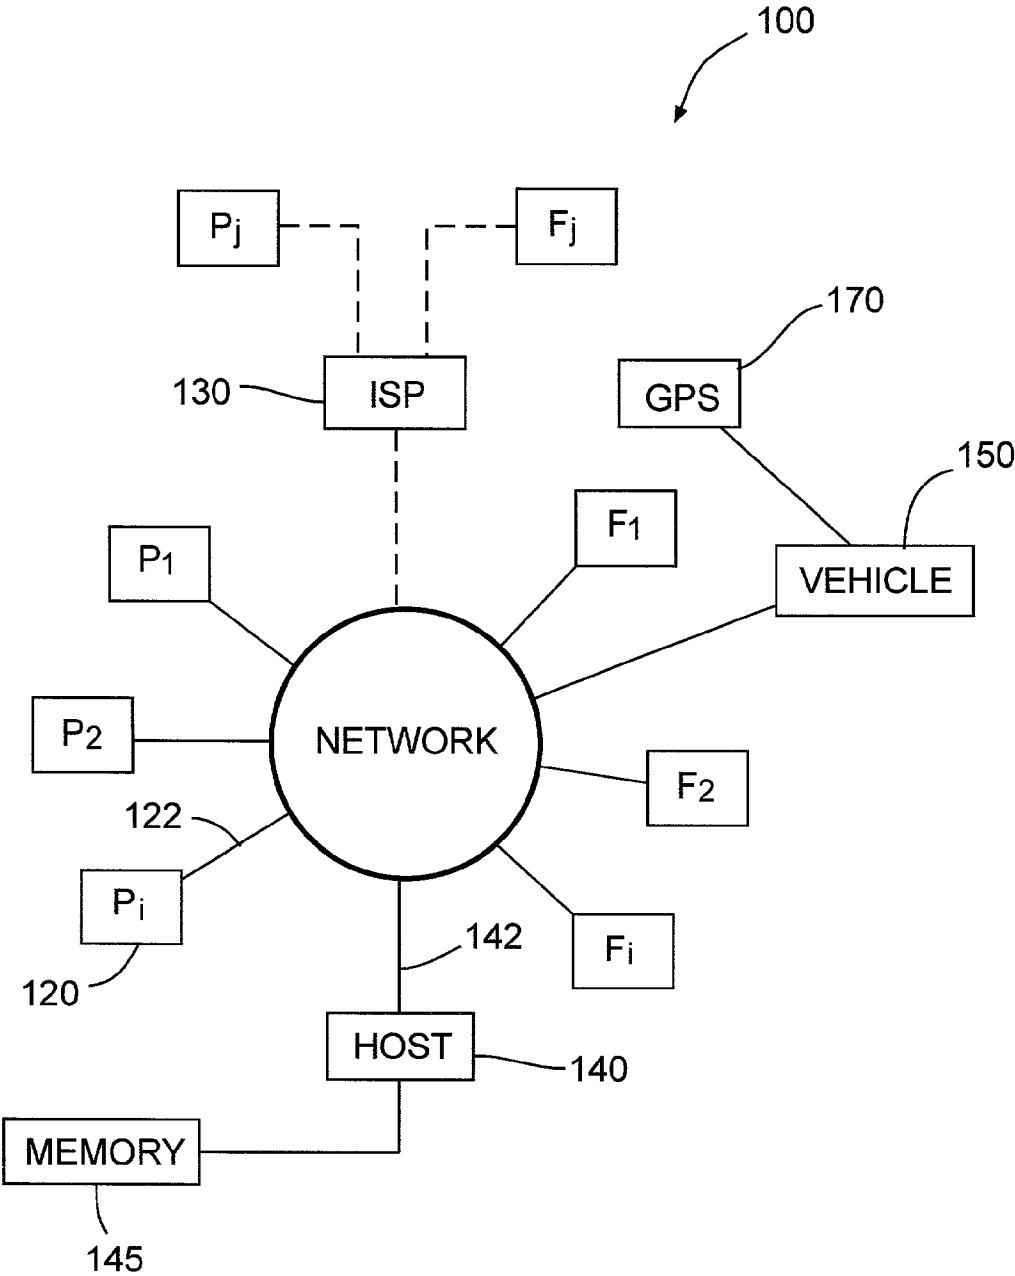 100
Pj
Fj
170
130
ISP
GPS
150
F1
P1
VEHICLE
P2
NETWORK
F2
122
Pi
142
Fi
120
HOST
140
MEMORY
145